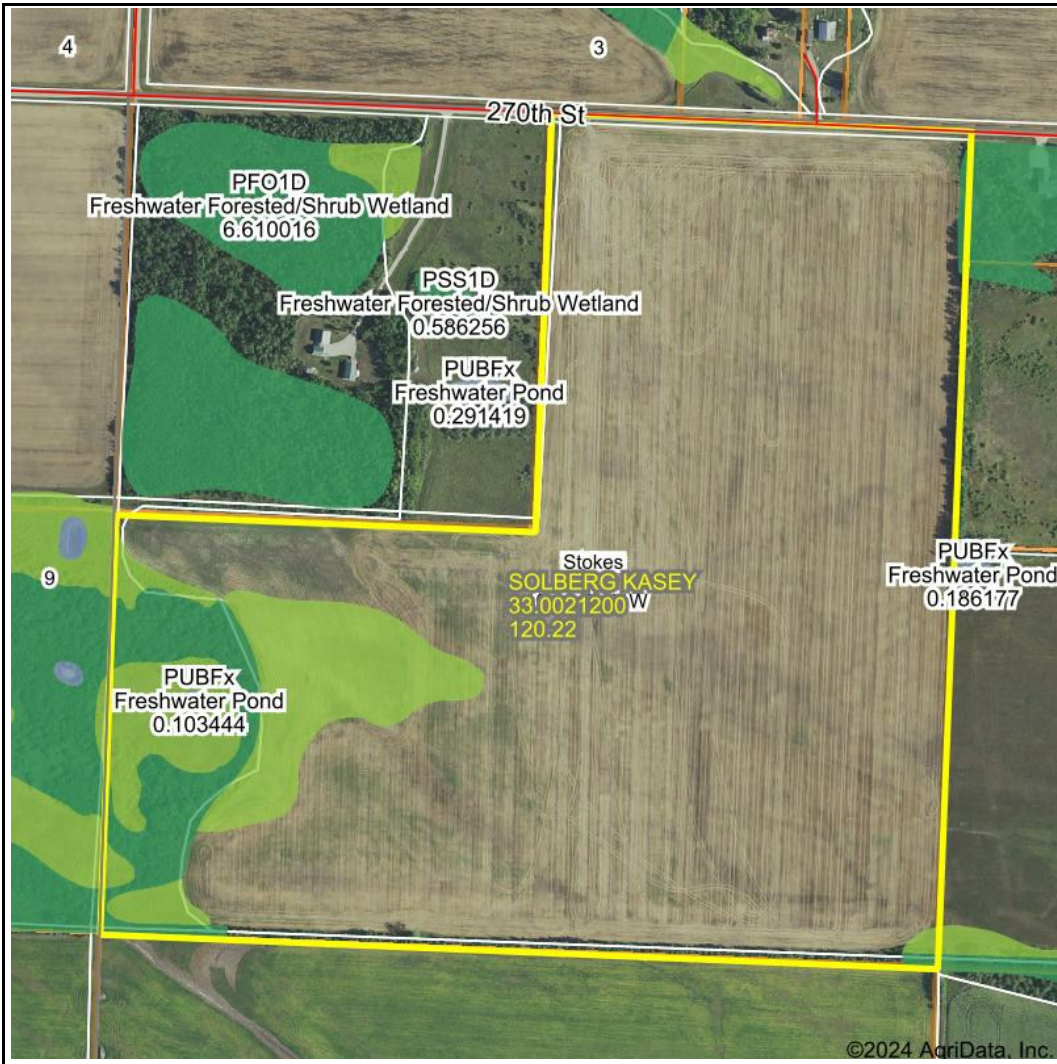 4
3
270th St
PFO1D
Freshwater Forested/Shrub Wetland
6.610016
PSS1D
Freshwater Forested/Shrub Wetland
0.586256
PUBFx
Freshwater Pond
0.291419
Stokes
SOLBERG KASEY
33.0021200
W
120.22
PUBFx
Freshwater Pond
0.186177
9
PUBFx
Freshwater Pond
0.103444
©2024 AgriData, Inc.